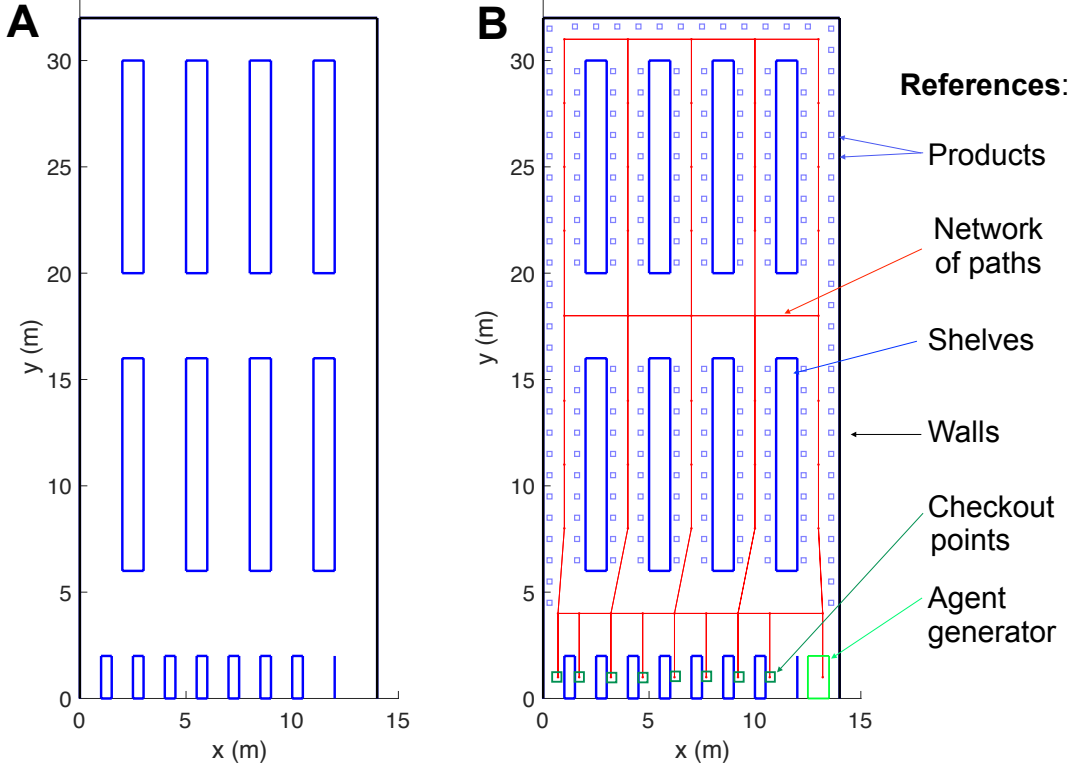 A
30
25
20
15
10
5
0
0
5
10
15
x (m)
y (m)
B
30
25
20
15
10
5
0
0
5
10
15
x (m)
y (m)
References:
Products
Network
of paths
Shelves
Walls
Checkout
points
Agent
generator